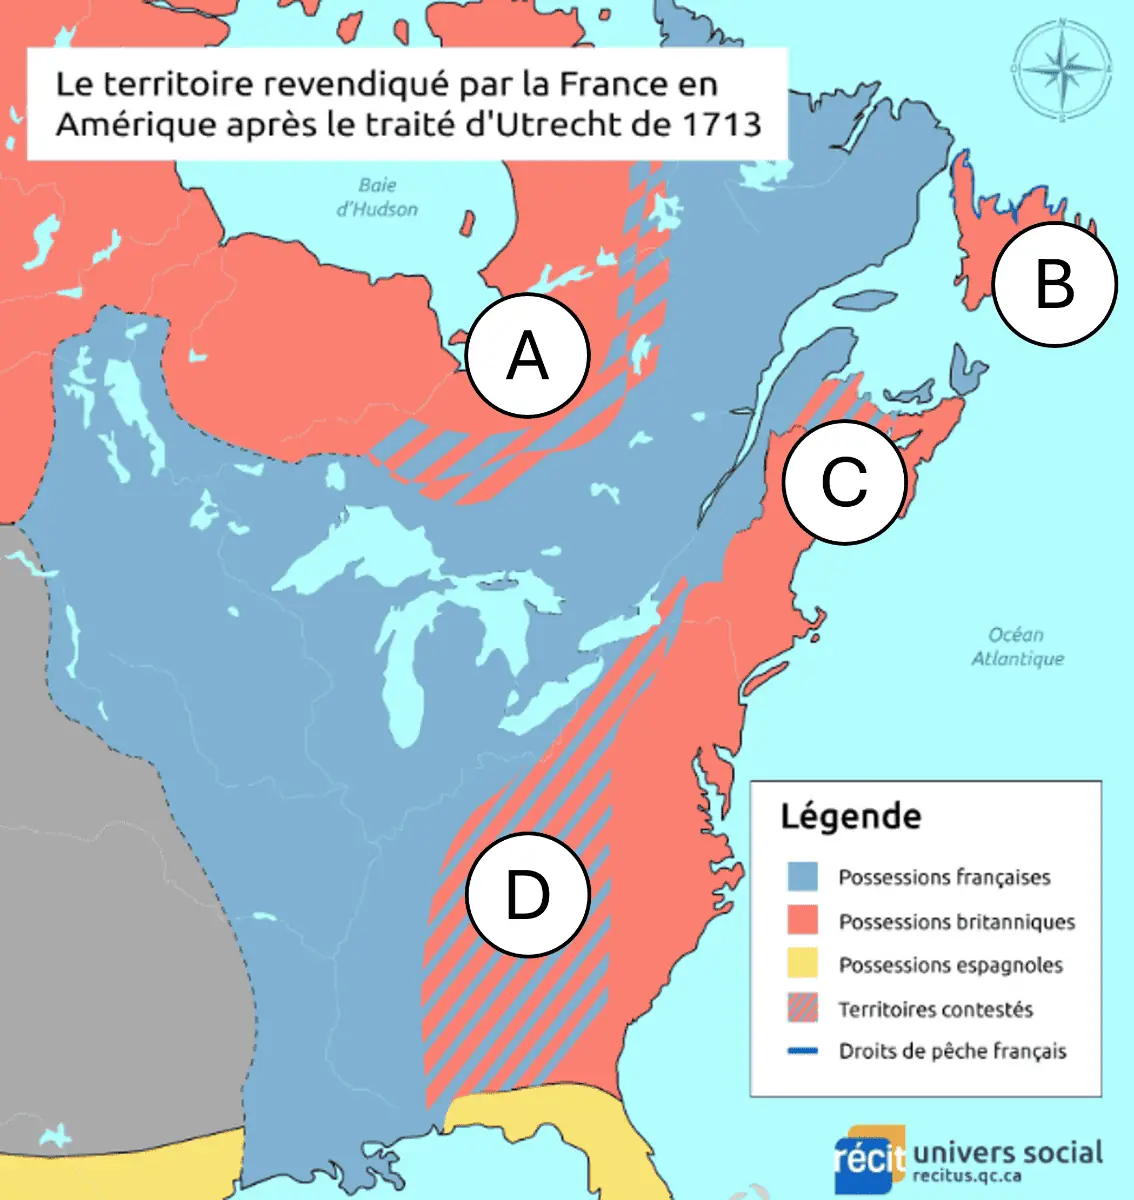 Le territoire revendiqué par la France en
Amérique après le traité d'Utrecht de 1713
N
O
S
Baie
d'Hudson
B
A
C
Océan
Atlantique
D
Légende
Possessions françaises
Possessions britanniques
Possessions espagnoles
Territoires contestés
Droits de pêche français
récit univers social
recitus.qc.ca